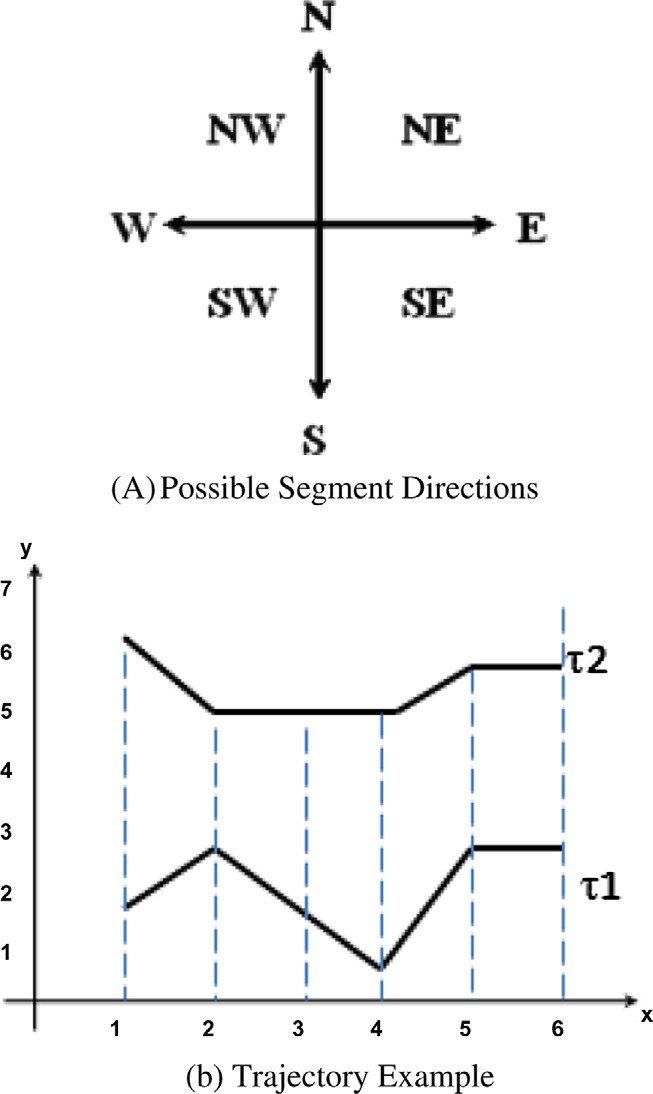 N
NW NE
W E
SW SE
S
(A) Possible Segment Directions
y
7
6
τ2
5
4
3
2
τ1
1
x
1 2 3 4 5 6
(b) Trajectory Example